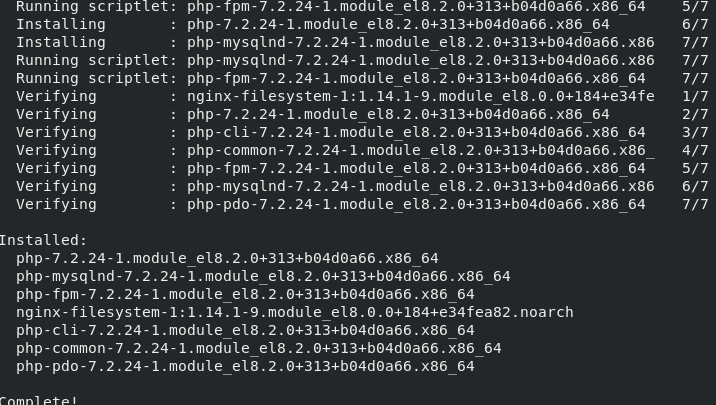 Running scriptlet: php-fpm-7.2.24-1.module_el8.2.0+313+b04d0a66.x86_64 5/7
Installing : php-7.2.24-1.module_el8.2.0+313+b04d0a66.x86_64 6/7
Installing : php-mysqlnd-7.2.24-1.module_el8.2.0+313+b04d0a66.x86 7/7
Running scriptlet: php-mysqlnd-7.2.24-1.module_el8.2.0+313+b04d0a66.x86 7/7
Running scriptlet: php-fpm-7.2.24-1.module_el8.2.0+313+b04d0a66.x86_64 7/7
Verifying : nginx-filesystem-1:1.14.1-9.module_el8.0.0+184+e34fe 1/7
Verifying : php-7.2.24-1.module_el8.2.0+313+b04d0a66.x86_64 2/7
Verifying : php-cli-7.2.24-1.module_el8.2.0+313+b04d0a66.x86_64 3/7
Verifying : php-common-7.2.24-1.module_el8.2.0+313+b04d0a66.x86_ 4/7
Verifying : php-fpm-7.2.24-1.module_el8.2.0+313+b04d0a66.x86_64 5/7
Verifying : php-mysqlnd-7.2.24-1.module_el8.2.0+313+b04d0a66.x86 6/7
Verifying : php-pdo-7.2.24-1.module_el8.2.0+313+b04d0a66.x86_64 7/7
Installed:
php-7.2.24-1.module_el8.2.0+313+b04d0a66.x86_64
php-mysqlnd-7.2.24-1.module_el8.2.0+313+b04d0a66.x86_64
php-fpm-7.2.24-1.module_el8.2.0+313+b04d0a66.x86_64
nginx-filesystem-1:1.14.1-9.module_el8.0.0+184+e34fea82.noarch
php-cli-7.2.24-1.module_el8.2.0+313+b04d0a66.x86_64
php-common-7.2.24-1.module_el8.2.0+313+b04d0a66.x86_64
php-pdo-7.2.24-1.module_el8.2.0+313+b04d0a66.x86_64
Complete!